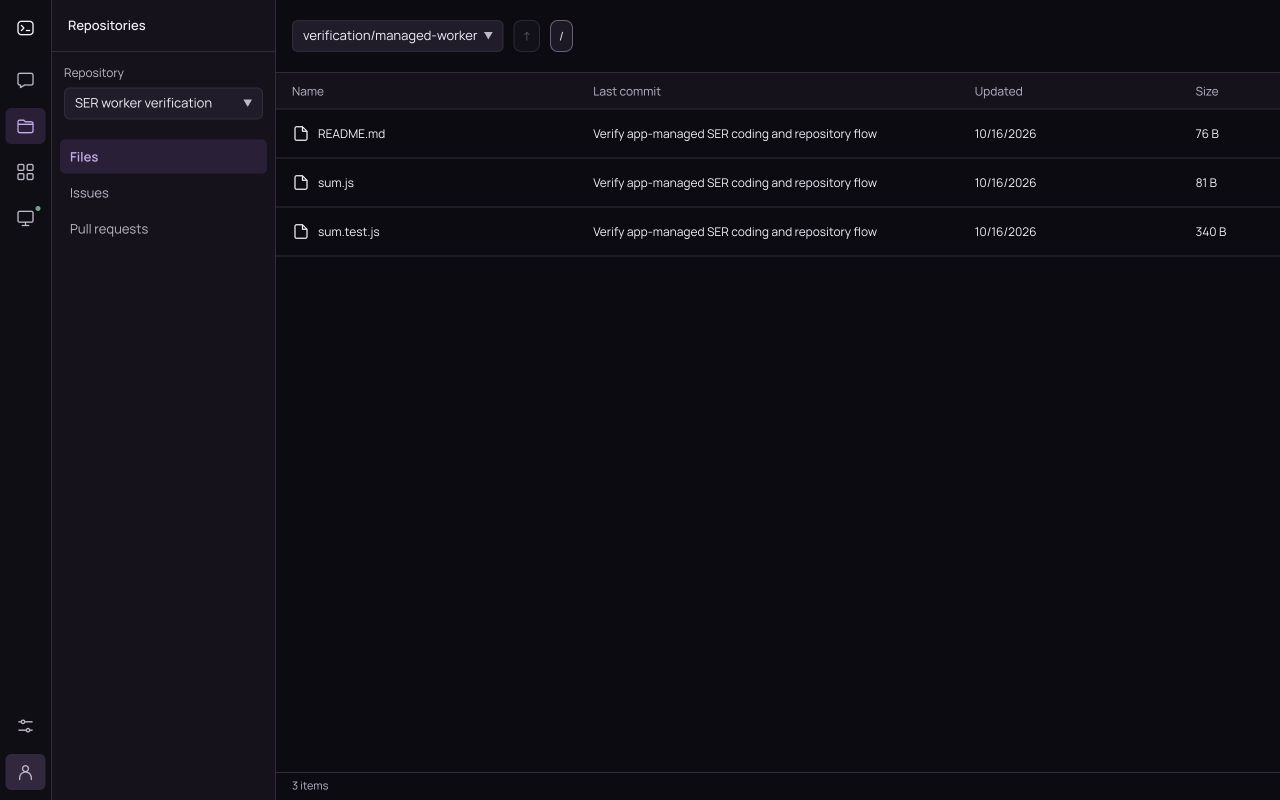 Repositories
Repository
SER worker verification
Files
Issues
Pull requests
verification/managed-worker
↑
/
Name Last commit Updated Size
README.md Verify app-managed SER coding and repository flow 10/16/2026 76 B
sum.js Verify app-managed SER coding and repository flow 10/16/2026 81 B
sum.test.js Verify app-managed SER coding and repository flow 10/16/2026 340 B
3 items